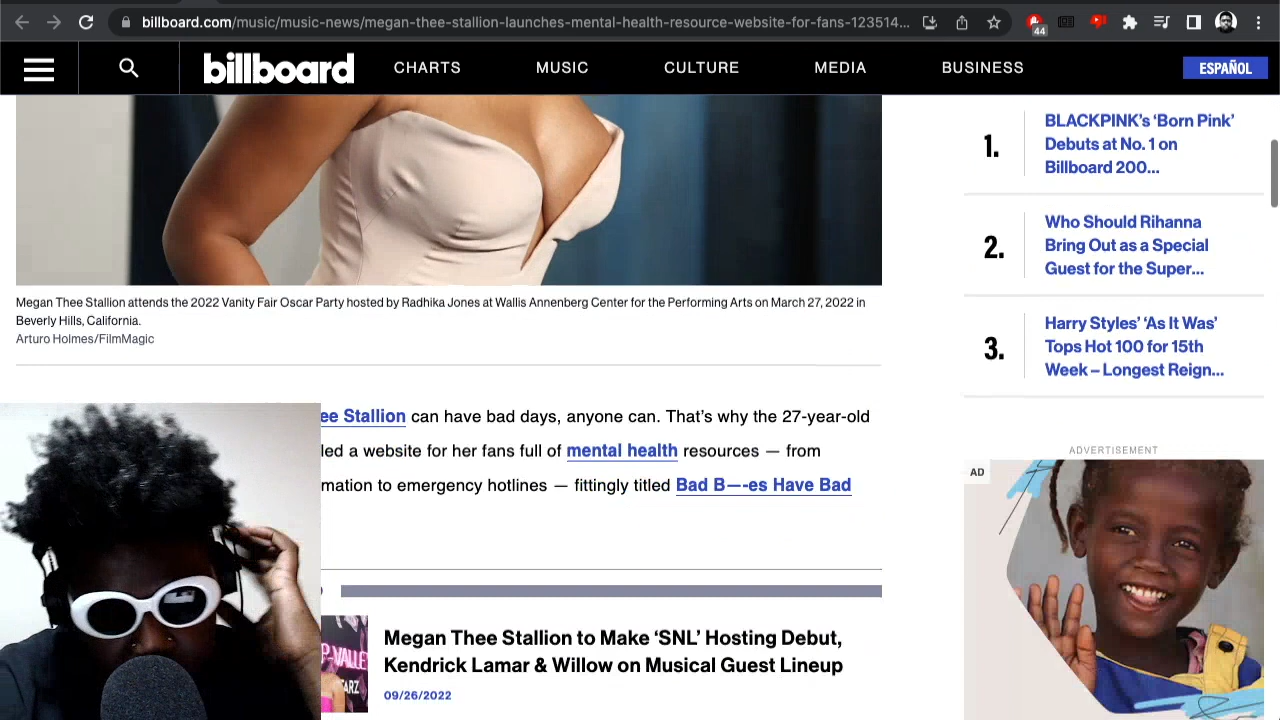 billboard.com/music/music-news/megan-thee-stallion-launches-mental-health-resource-website-for-fans-123514...
44
billboard
CHARTS
MUSIC
CULTURE
MEDIA
BUSINESS
ESPAÑOL
Megan Thee Stallion attends the 2022 Vanity Fair Oscar Party hosted by Radhika Jones at Wallis Annenberg Center for the Performing Arts on March 27, 2022 in
Beverly Hills, California.
Arturo Holmes/FilmMagic
ee Stallion can have bad days, anyone can. That's why the 27-year-old
led a website for her fans full of mental health resources — from
mation to emergency hotlines — fittingly titled Bad B—-es Have Bad
P-VALLEY
ARZ
Megan Thee Stallion to Make 'SNL' Hosting Debut,
Kendrick Lamar & Willow on Musical Guest Lineup
09/26/2022
1.
BLACKPINK's 'Born Pink'
Debuts at No. 1 on
Billboard 200...
2.
Who Should Rihanna
Bring Out as a Special
Guest for the Super...
3.
Harry Styles' 'As It Was'
Tops Hot 100 for 15th
Week – Longest Reign...
ADVERTISEMENT
AD